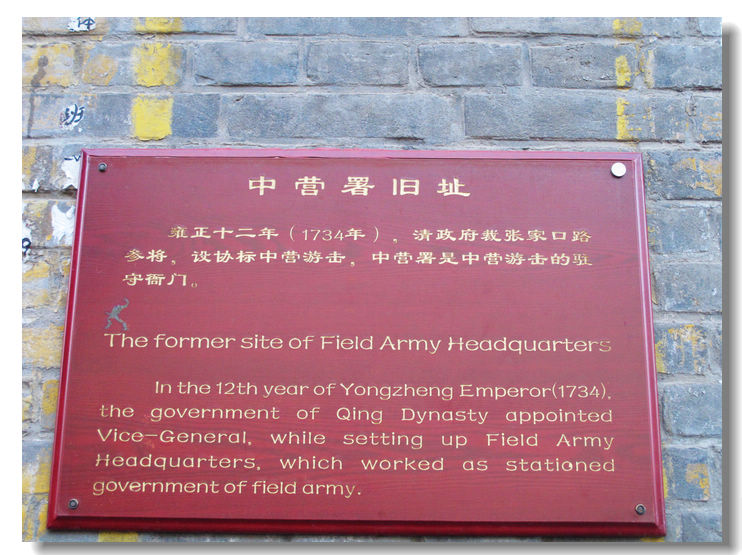 中营署旧址
雍正十二年（1734年），清政府裁张家口路
参将，设协标中营游击，中营署是中营游击的驻
守衙门。
The former site of Field Army Headquarters
In the 12th year of Yongzheng Emperor(1734),
the government of Qing Dynasty appointed
Vice-General, while setting up Field Army
Headquarters, which worked as stationed
government of field army.